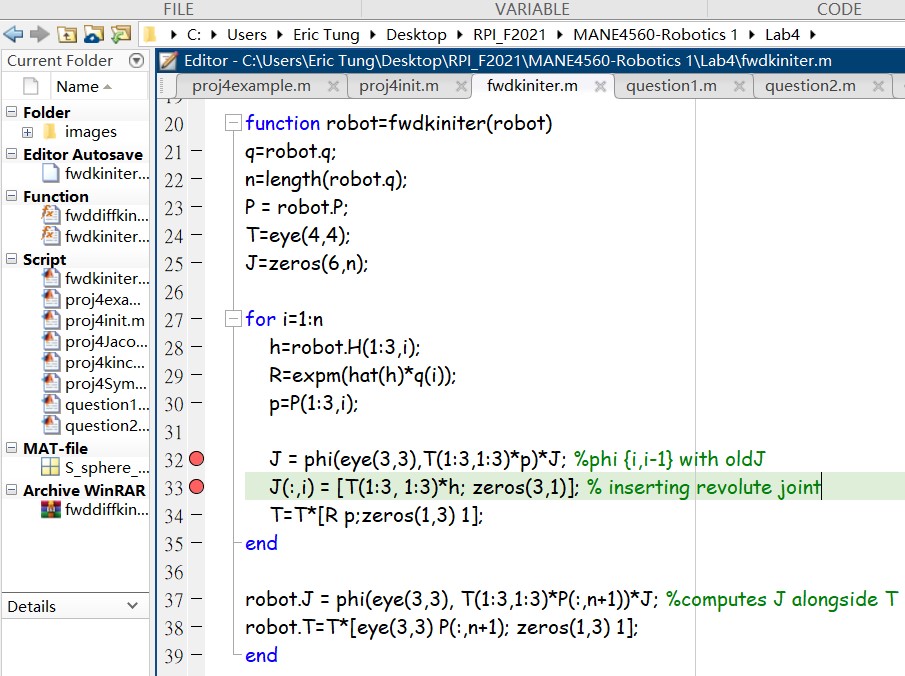 FILE VARIABLE CODE
C: Users Eric Tung Desktop RPI_F2021 MANE4560-Robotics 1 Lab4
Current Folder
Name
Folder
images
Editor Autosave
fwdkiniter...
Function
fwddiffkin...
fwdkiniter...
Script
fwdkiniter...
proj4exa...
proj4init.m
proj4Jaco...
proj4kinc...
proj4Sym...
question1...
question2...
MAT-file
S_sphere_...
Archive WinRAR
fwddiffkin...
Details
Editor - C:\Users\Eric Tung\Desktop\RPI_F2021\MANE4560-Robotics 1\Lab4\fwdkiniter.m
proj4example.m proj4init.m fwdkiniter.m question1.m question2.m
19
20 function robot=fwdkiniter(robot)
21 q=robot.q;
22 n=length(robot.q);
23 P = robot.P;
24 T=eye(4,4);
25 J=zeros(6,n);
26
27 for i=1:n
28 h=robot.H(1:3,i);
29 R=expm(hat(h)*q(i));
30 p=P(1:3,i);
31
32 J = phi(eye(3,3),T(1:3,1:3)*p)*J; %phi {i,i-1} with oldJ
33 J(:,i) = [T(1:3, 1:3)*h; zeros(3,1)]; % inserting revolute joint
34 T=T*[R p;zeros(1,3) 1];
35 end
36
37 robot.J = phi(eye(3,3), T(1:3,1:3)*P(:,n+1))*J; %computes J alongside T
38 robot.T=T*[eye(3,3) P(:,n+1); zeros(1,3) 1];
39 end